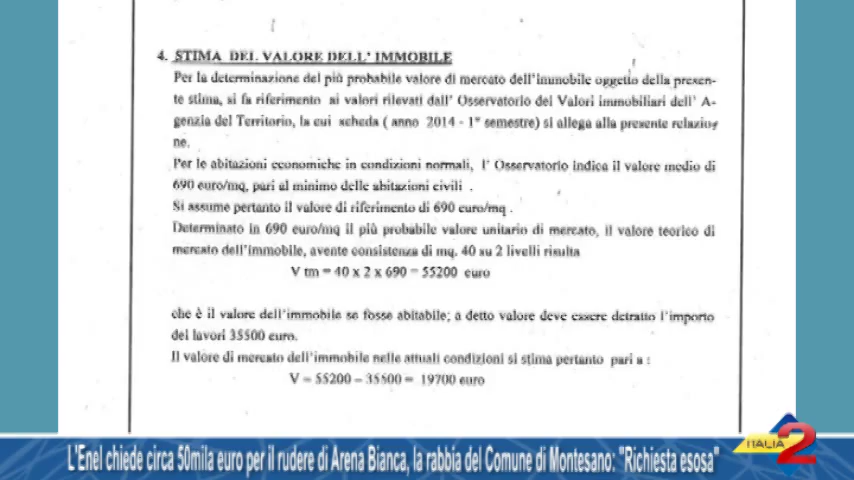 4. STIMA DEL VALORE DELL' IMMOBILE
Per la determinazione del più probabile valore di mercato dell'immobile oggetto della presen-
te stima, si fa riferimento ai valori rilevati dall' Osservatorio dei Valori immobiliari dell' A-
genzia del Territorio, la cui scheda ( anno 2014 - 1° semestre) si allega alla presente relazio-
ne.
Per le abitazioni economiche in condizioni normali, l' Osservatorio indica il valore medio di
690 euro/mq, pari al minimo delle abitazioni civili .
Si assume pertanto il valore di riferimento di 690 euro/mq .
Determinato in 690 euro/mq il più probabile valore unitario di mercato, il valore teorico di
mercato dell'immobile, avente consistenza di mq. 40 su 2 livelli risulta
V tm = 40 x 2 x 690 = 55200 euro
che è il valore dell'immobile se fosse abitabile; a detto valore deve essere detratto l'importo
dei lavori 35500 euro.
Il valore di mercato dell'immobile nelle attuali condizioni si stima pertanto pari a :
V = 55200 – 35500 = 19700 euro
ITALIA 2
L'Enel chiede circa 50mila euro per il rudere di Arena Bianca, la rabbia del Comune di Montesano: "Richiesta esosa"